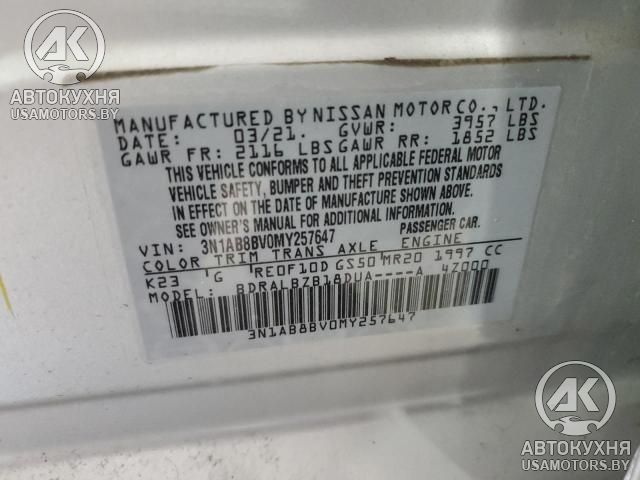 AK
АВТОКУХНЯ
USAMOTORS.BY
MANUFACTURED BY NISSAN MOTOR CO., LTD.
DATE: 03/21. GVWR: 3957 LBS
GAWR FR: 2116 LBS GAWR RR: 1852 LBS
THIS VEHICLE CONFORMS TO ALL APPLICABLE FEDERAL MOTOR
VEHICLE SAFETY, BUMPER AND THEFT PREVENTION STANDARDS
IN EFFECT ON THE DATE OF MANUFACTURE SHOWN ABOVE.
SEE OWNER'S MANUAL FOR ADDITIONAL INFORMATION.
VIN: 3N1AB8BV0MY257647 PASSENGER CAR.
COLOR TRIM TRANS AXLE ENGINE
K23 'G RE0F10D GS50 MR20 1997 CC
MODEL: BDRALBZB18DUA----A 4Z000
3N1AB8BV0MY257647
AK
АВТОКУХНЯ
USAMOTORS.BY